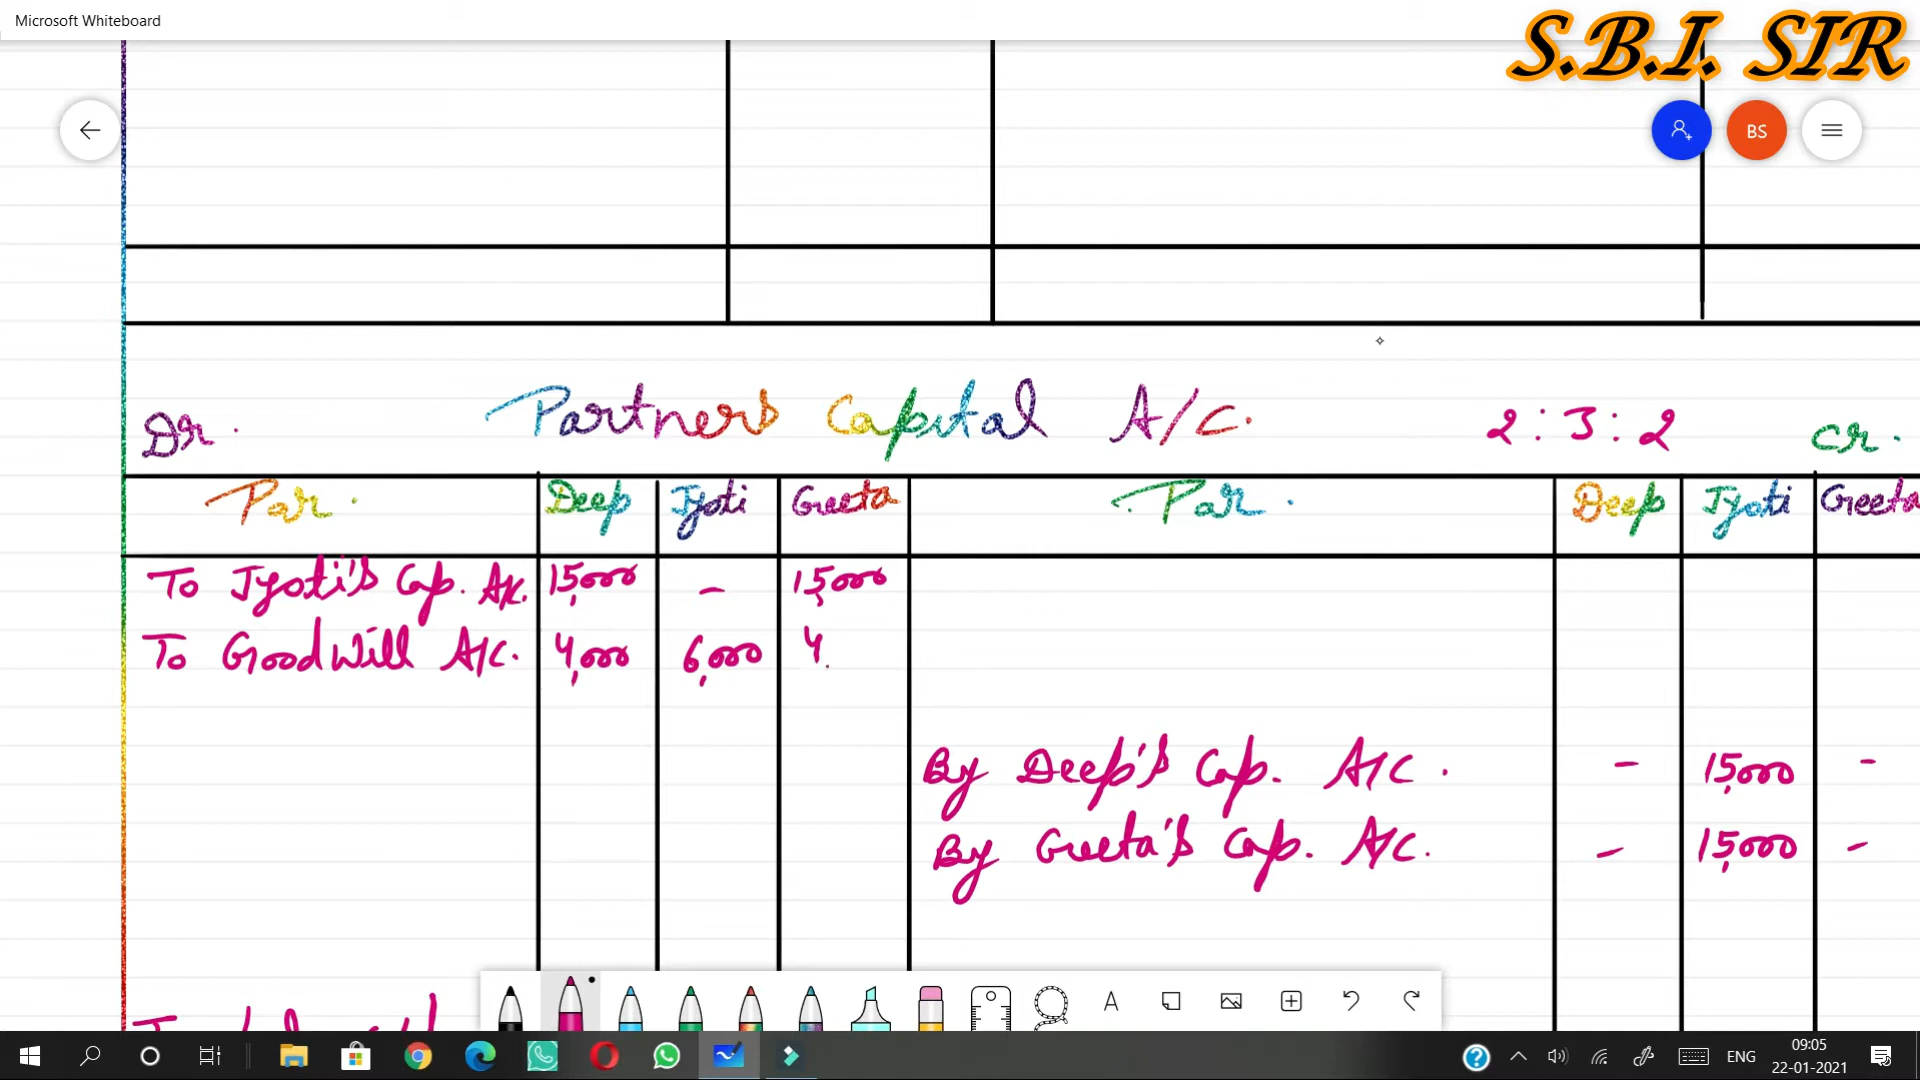 Microsoft Whiteboard
S.B.I. SIR
BS
Dr. Partners Capital A/C. 2:3:2 cr.
Par. Deep Jyoti Geeta Par. Deep Jyoti Geeta
To Jyoti's Cap. A/c. 15,000 - 15,000
To GoodWill A/C. 4,000 6,000 4
By Deep's Cap. A/C. - 15,000 -
By Geeta's Cap. A/C. - 15,000 -
A
ENG
09:05
22-01-2021